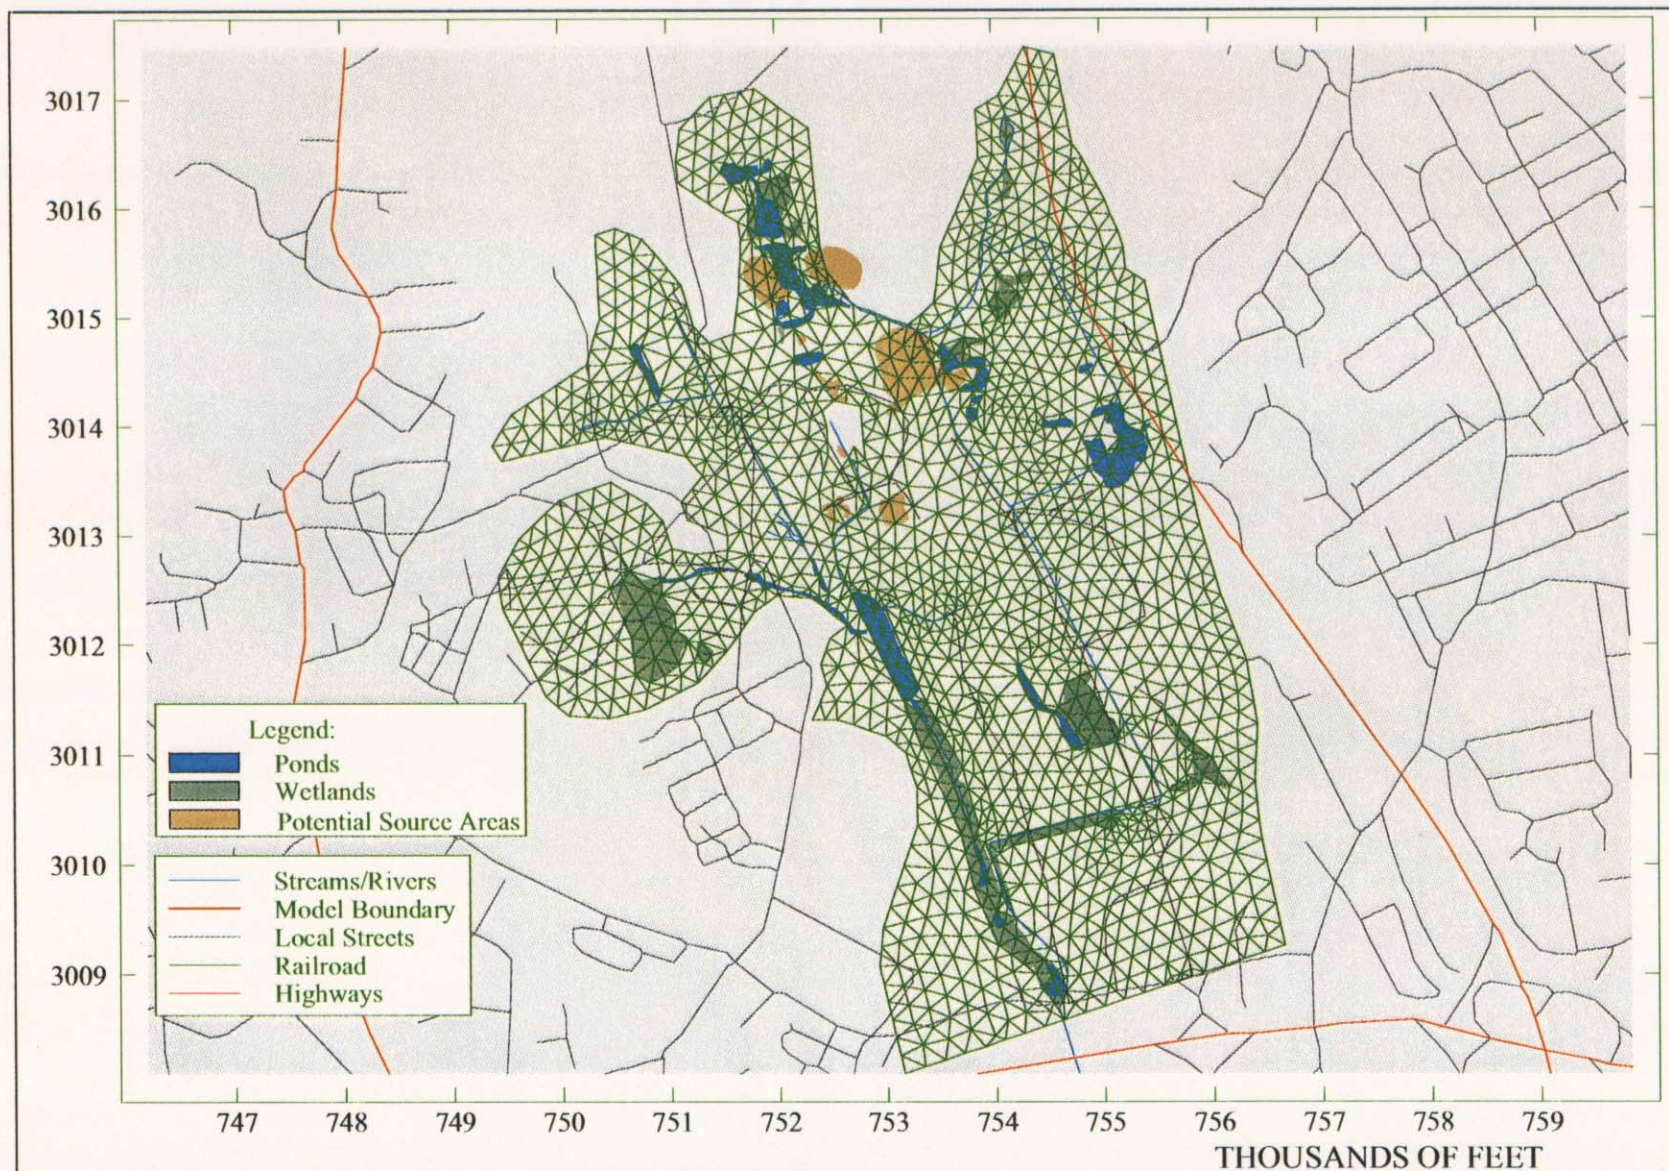 3017
3016
3015
3014
3013
3012
3011
3010
3009
Legend:
Ponds
Wetlands
Potential Source Areas
Streams/Rivers
Model Boundary
Local Streets
Railroad
Highways
747 748 749 750 751 752 753 754 755 756 757 758 759
THOUSANDS OF FEET